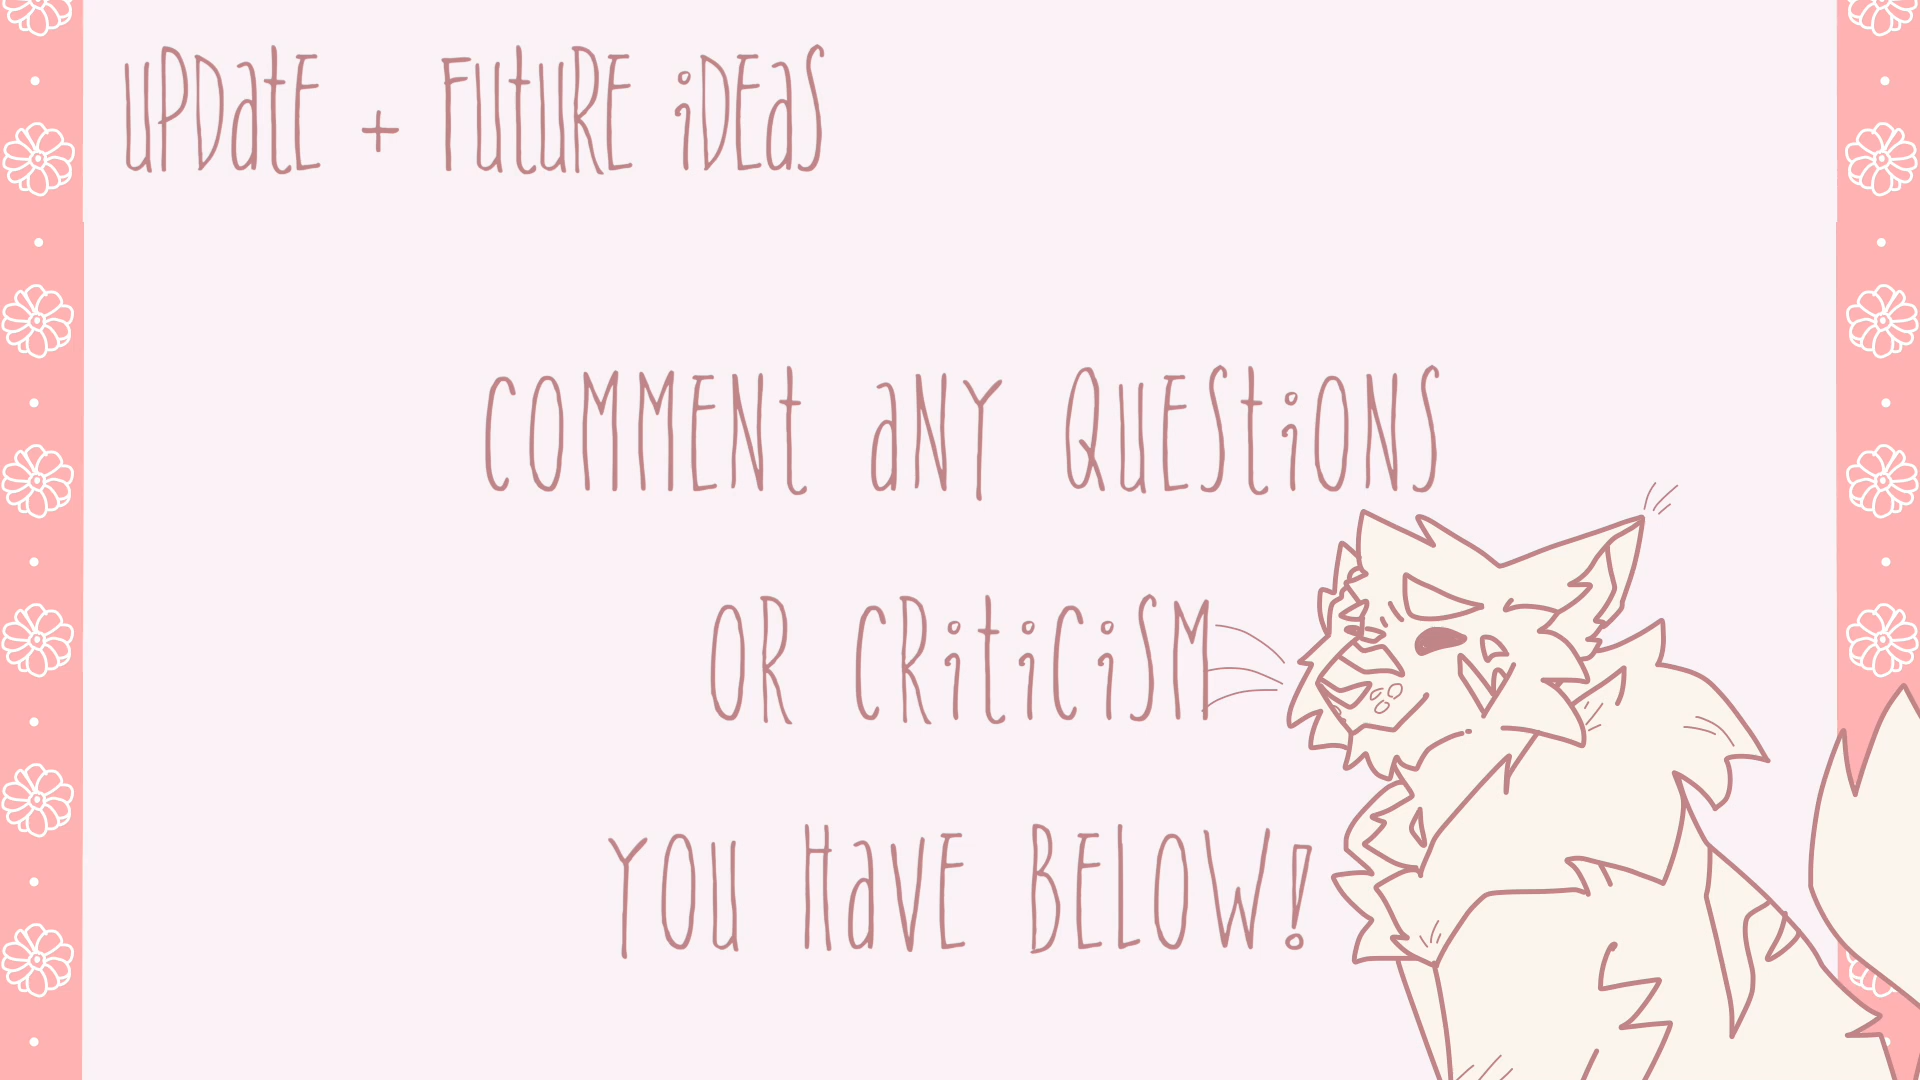 UPDatE + FUtURE iDEaS
COMMENt aNY QUEStiONS
OR CRitiCiSM
YOU HaVE BELOW!